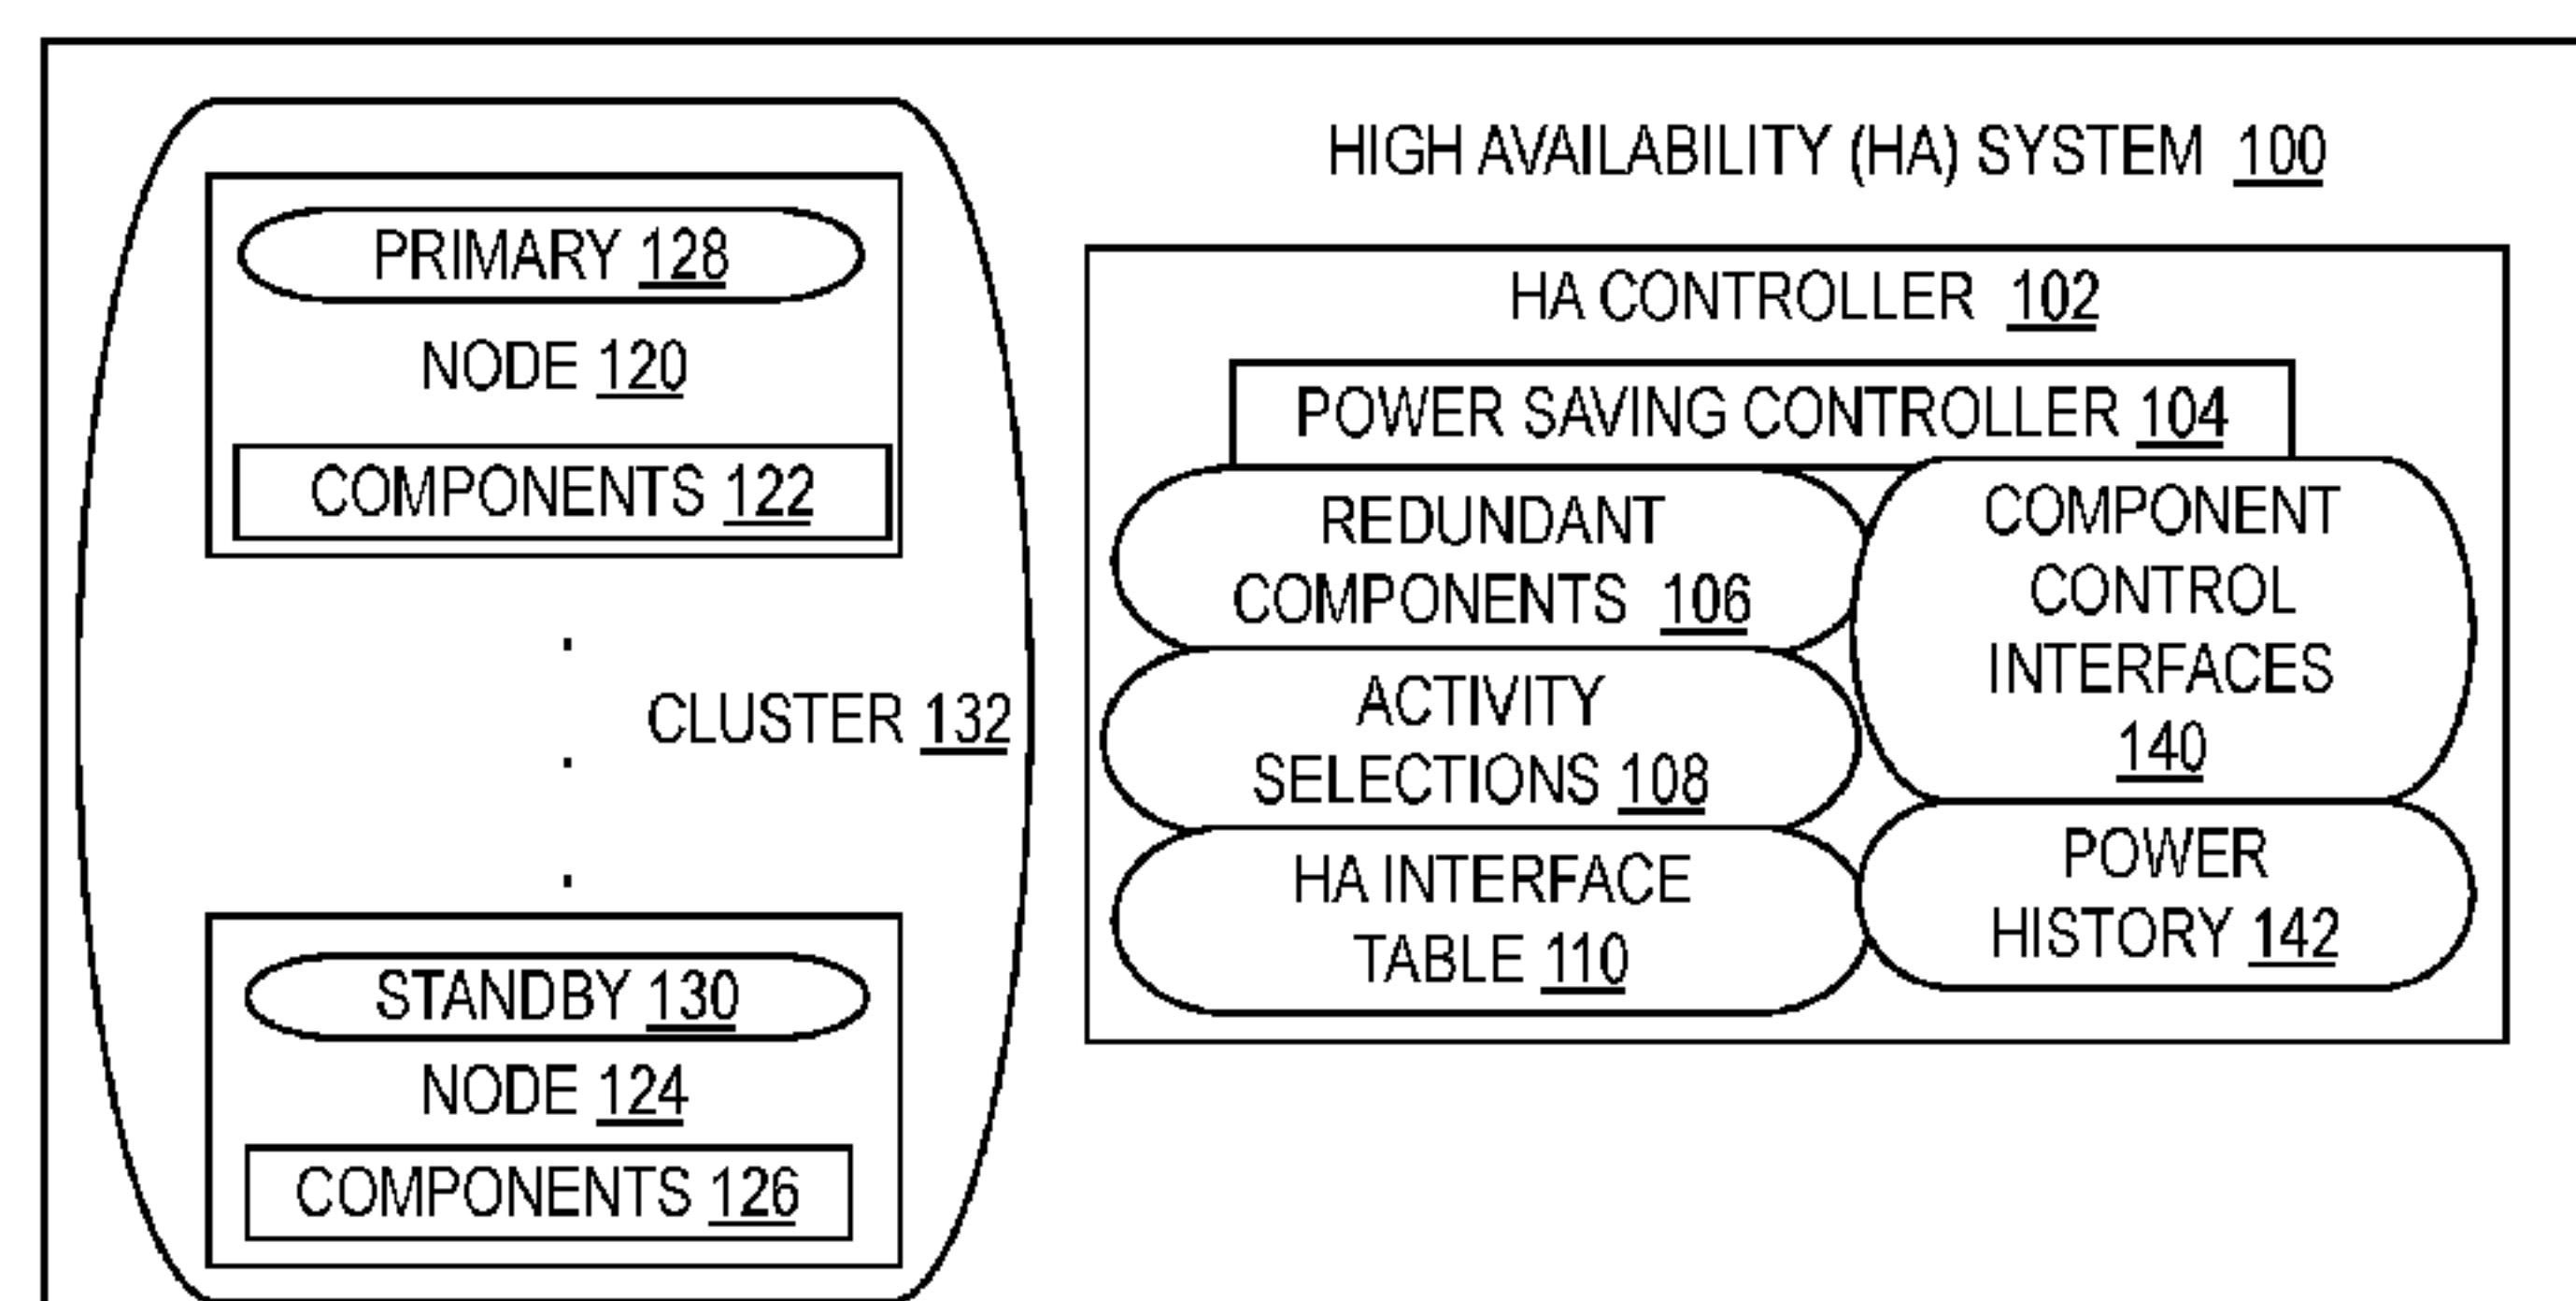 HIGH AVAILABILITY (HA) SYSTEM 100
PRIMARY 128
NODE 120
COMPONENTS 122
CLUSTER 132
STANDBY 130
NODE 124
COMPONENTS 126
HA CONTROLLER 102
POWER SAVING CONTROLLER 104
REDUNDANT
COMPONENTS 106
ACTIVITY
SELECTIONS 108
HA INTERFACE
TABLE 110
COMPONENT
CONTROL
INTERFACES
140
POWER
HISTORY 142